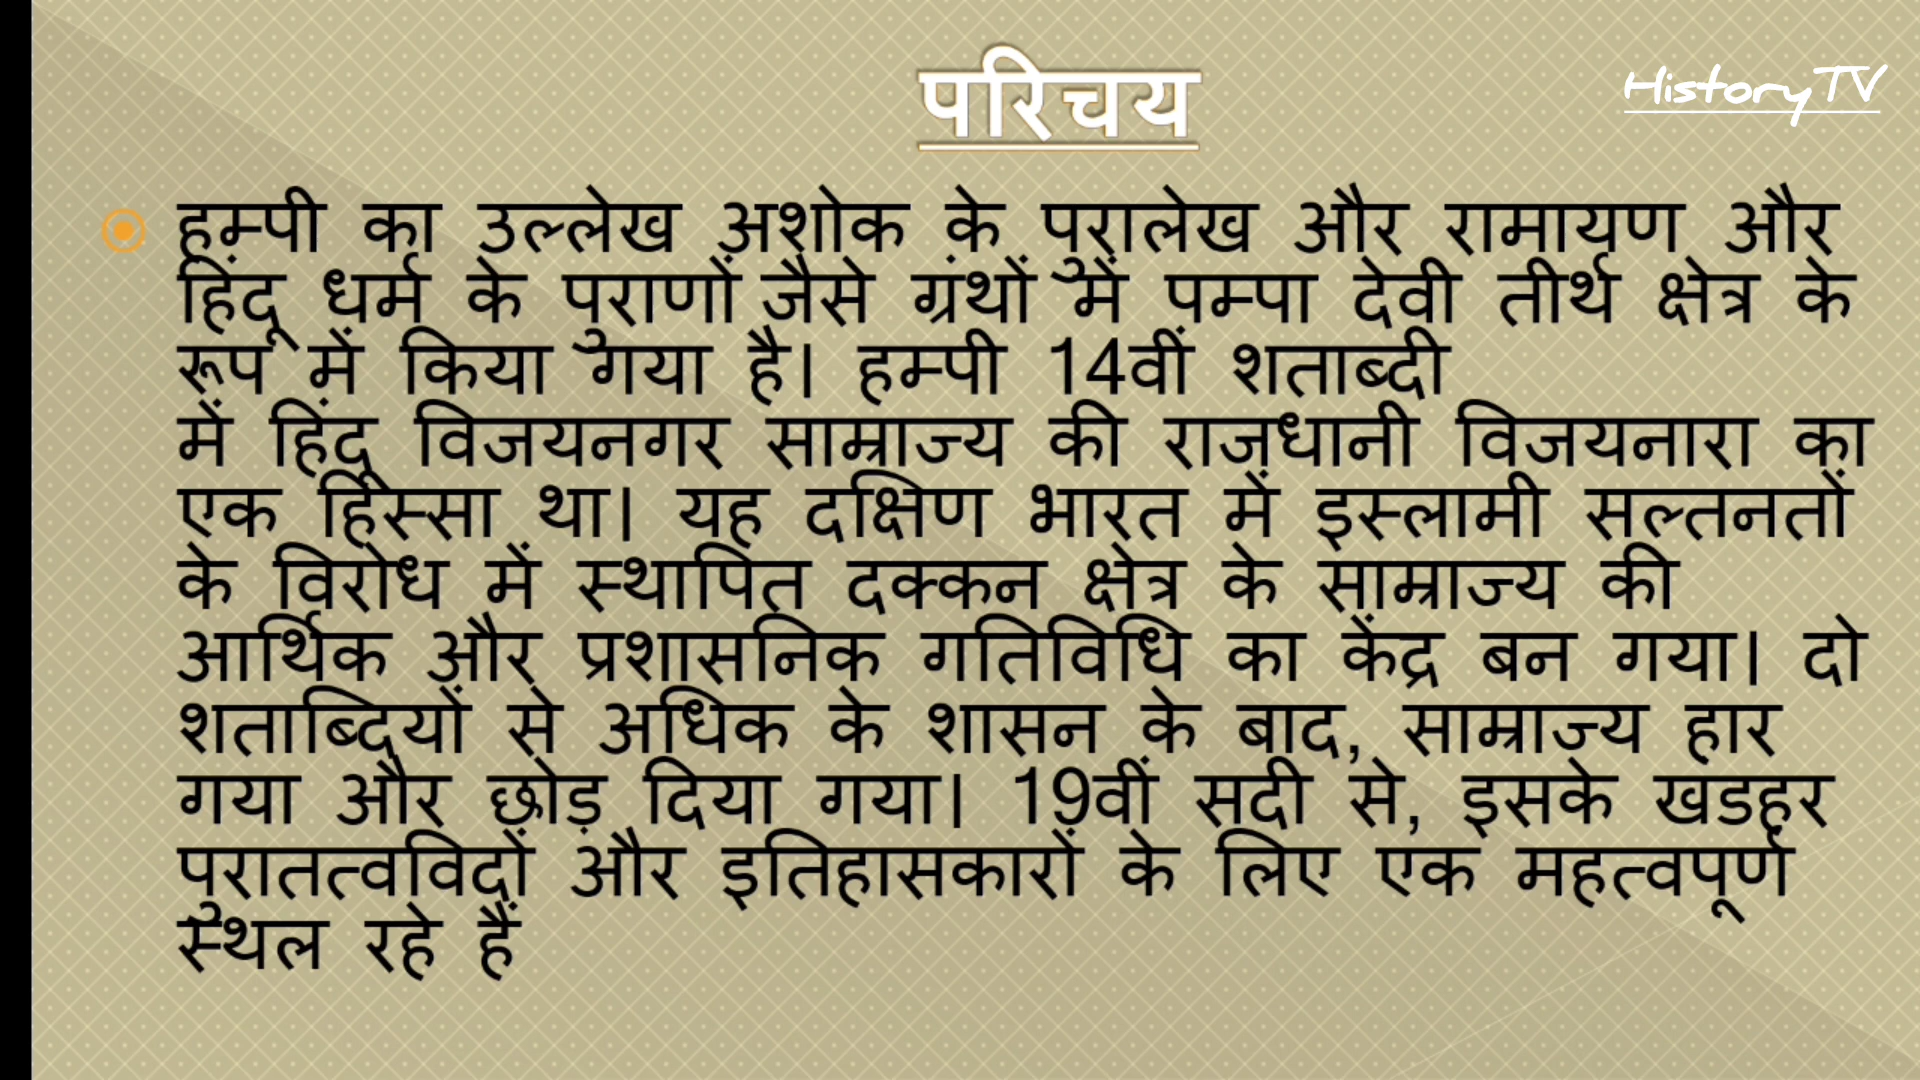 परिचय
HistoryTV
हम्पी का उल्लेख अशोक के पुरालेख और रामायण और
हिंदू धर्म के पुराणों जैसे ग्रंथों में पम्पा देवी तीर्थ क्षेत्र के
रूप में किया गया है। हम्पी 14वीं शताब्दी
में हिंदू विजयनगर साम्राज्य की राजधानी विजयनारा का
एक हिस्सा था। यह दक्षिण भारत में इस्लामी सल्तनतों
के विरोध में स्थापित दक्कन क्षेत्र के साम्राज्य की
आर्थिक और प्रशासनिक गतिविधि का केंद्र बन गया। दो
शताब्दियों से अधिक के शासन के बाद, साम्राज्य हार
गया और छोड़ दिया गया। 19वीं सदी से, इसके खडहर
पुरातत्वविदों और इतिहासकारों के लिए एक महत्वपूर्ण
स्थल रहे हैं